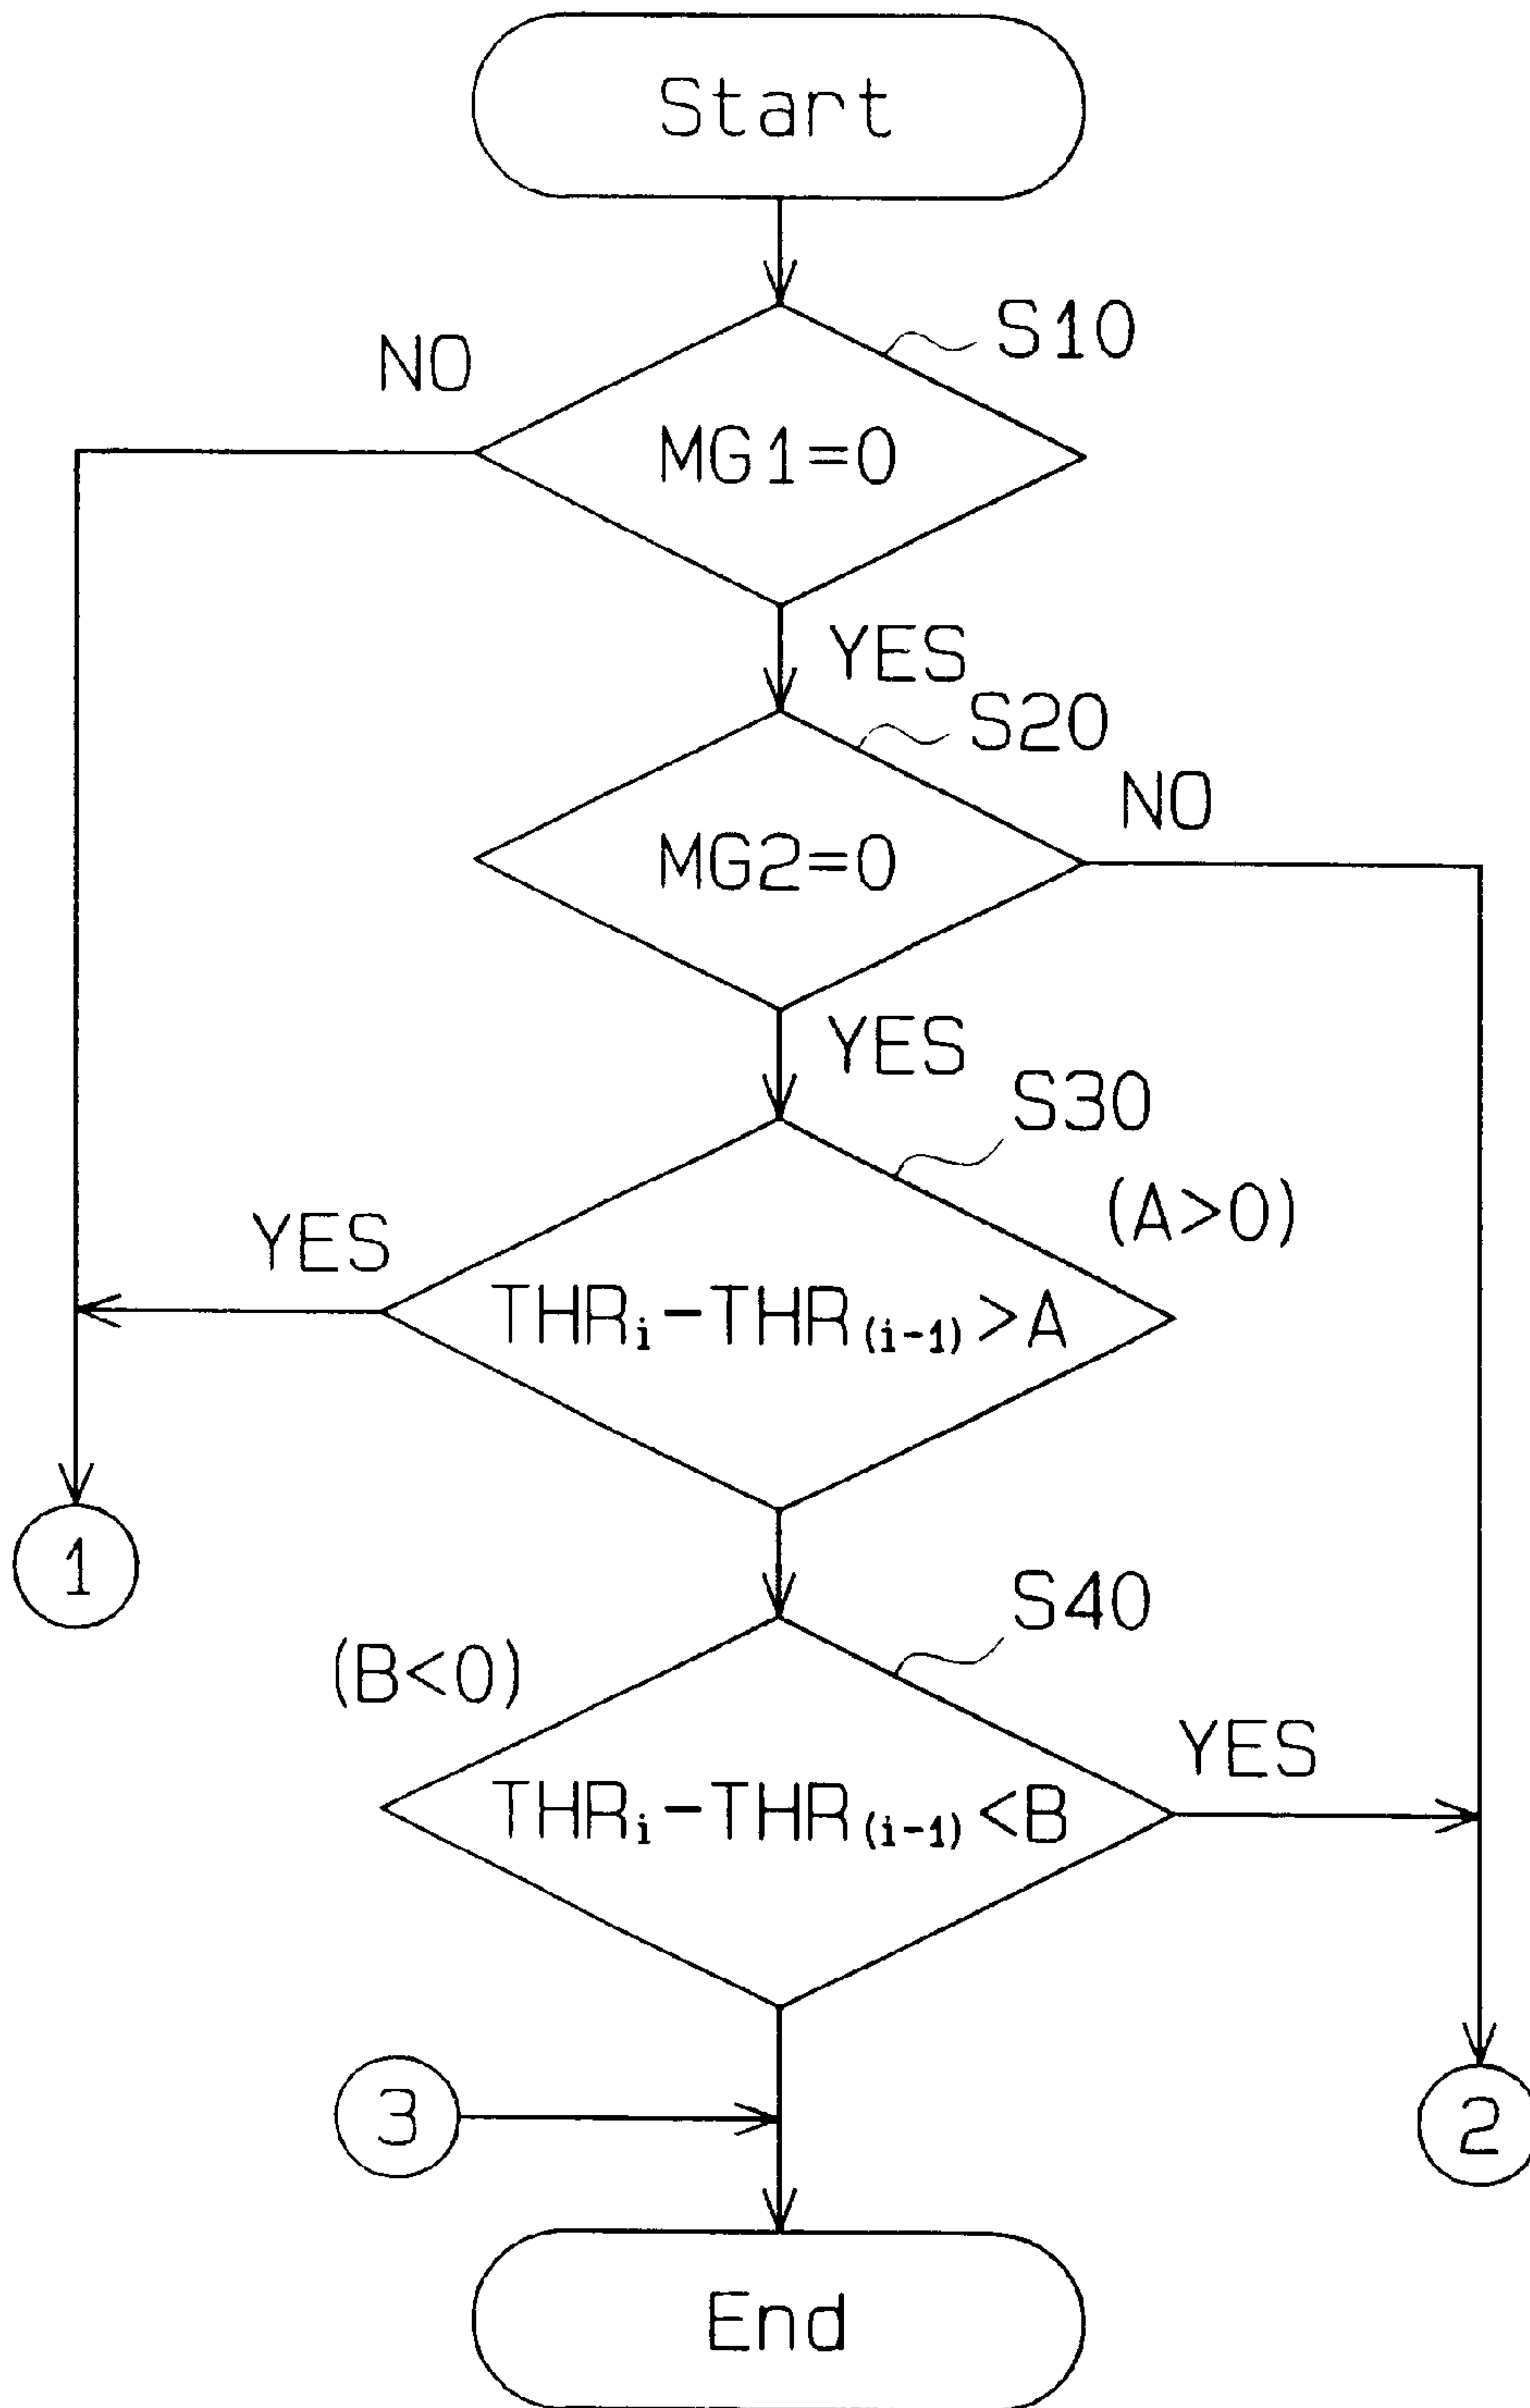 Start
S10
NO
MG1=0
YES
S20
NO
MG2=0
YES
S30
(A>0)
YES
THRi-THR(i-1)>A
1
S40
(B<0)
YES
THRi-THR(i-1)<B
3
2
End